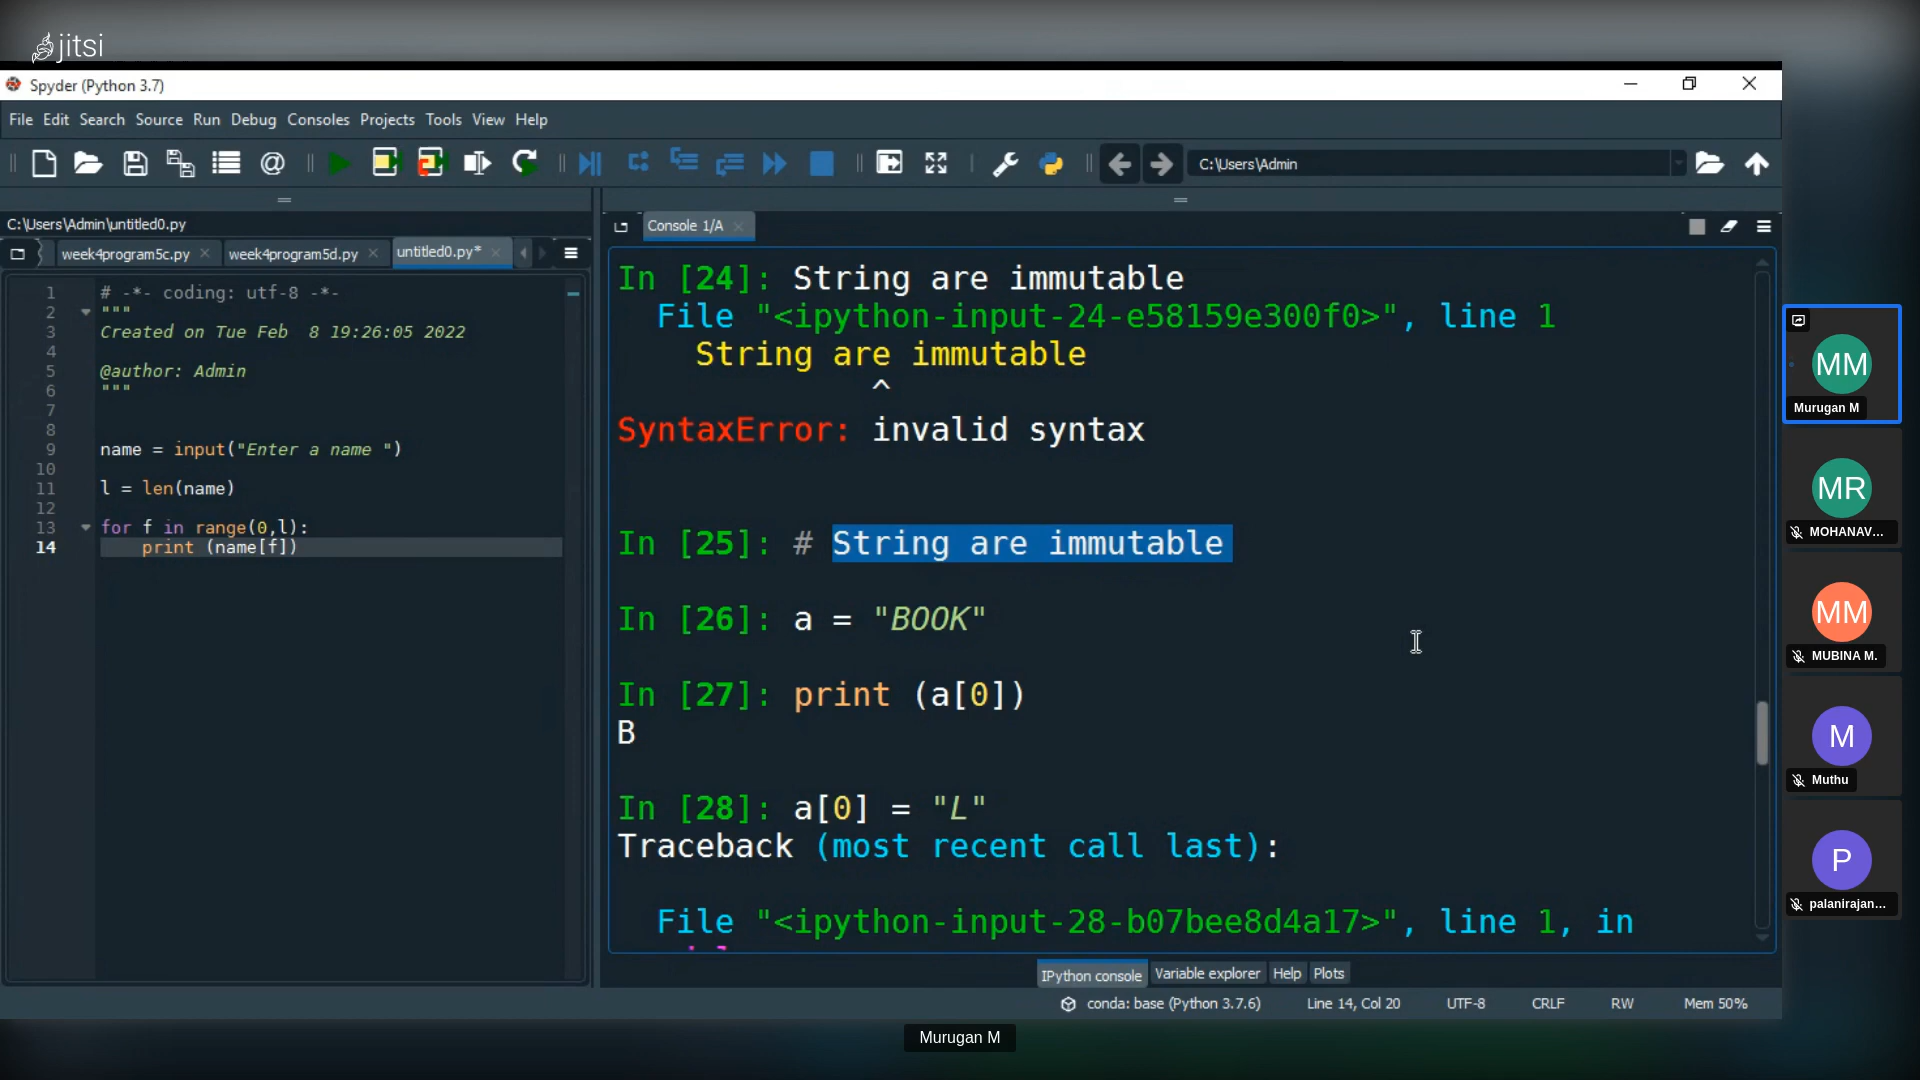 jitsi
Spyder (Python 3.7)
File Edit Search Source Run Debug Consoles Projects Tools View Help
C:\Users\Admin
C:\Users\Admin\untitled0.py
week4program5c.py week4program5d.py untitled0.py*
1 # -*- coding: utf-8 -*-
2 """
3 Created on Tue Feb  8 19:26:05 2022
4
5 @author: Admin
6 """
7
8
9 name = input("Enter a name ")
10
11 l = len(name)
12
13 for f in range(0,l):
14     print (name[f])
Console 1/A
In [24]: String are immutable
  File "<ipython-input-24-e58159e300f0>", line 1
    String are immutable
             ^
SyntaxError: invalid syntax
In [25]: # String are immutable
In [26]: a = "BOOK"
In [27]: print (a[0])
B
In [28]: a[0] = "L"
Traceback (most recent call last):
  File "<ipython-input-28-b07bee8d4a17>", line 1, in
IPython console Variable explorer Help Plots
conda: base (Python 3.7.6) Line 14, Col 20 UTF-8 CRLF RW Mem 50%
MM
Murugan M
MR
MOHANAV...
MM
MUBINA M.
M
Muthu
P
palanirajan...
Murugan M